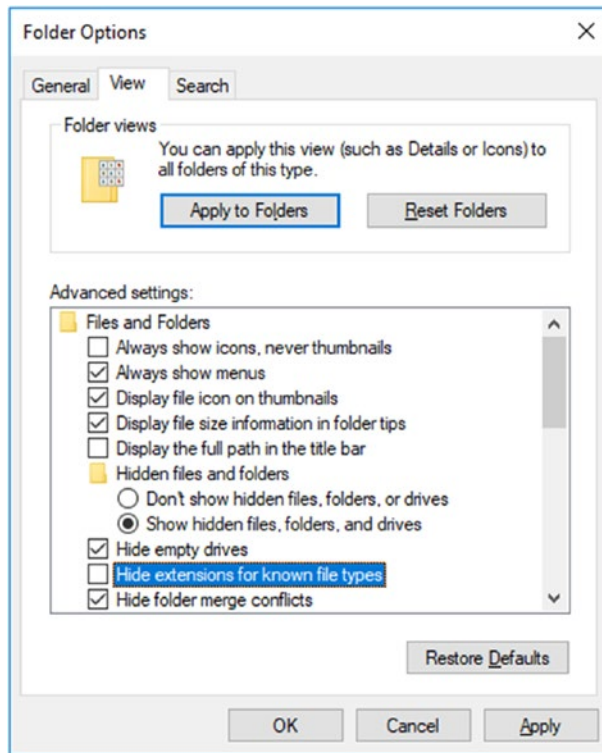 Folder Options
General View Search
Folder views
You can apply this view (such as Details or Icons) to
all folders of this type.
Apply to Folders Reset Folders
Advanced settings:
Files and Folders
Always show icons, never thumbnails
Always show menus
Display file icon on thumbnails
Display file size information in folder tips
Display the full path in the title bar
Hidden files and folders
Don't show hidden files, folders, or drives
Show hidden files, folders, and drives
Hide empty drives
Hide extensions for known file types
Hide folder merge conflicts
Restore Defaults
OK Cancel Apply